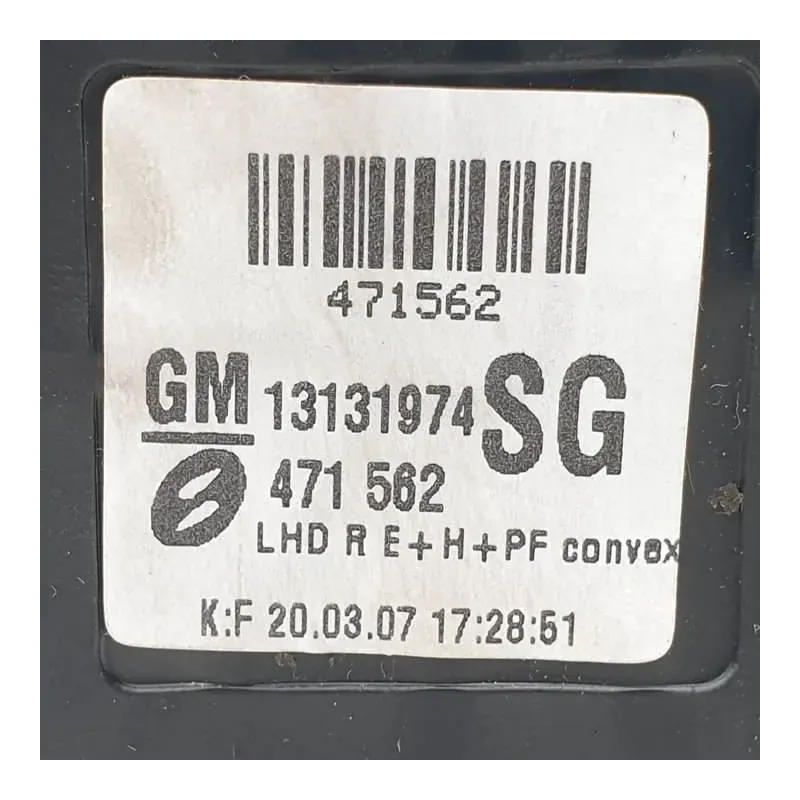 471562
GM 13131974 SG
471 562
LHD R E+H+PF convex
K:F 20.03.07 17:28:51